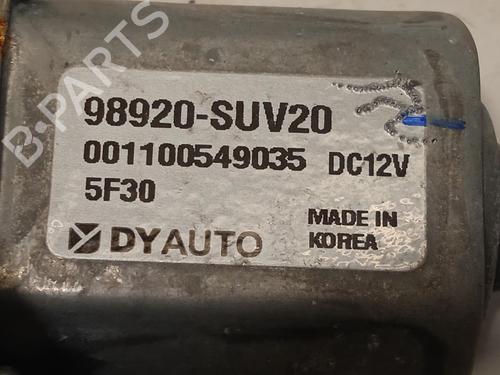 B-PARTS
98920-SUV20
001100549035 DC12V
5F30
MADE IN
KOREA
DYAUTO